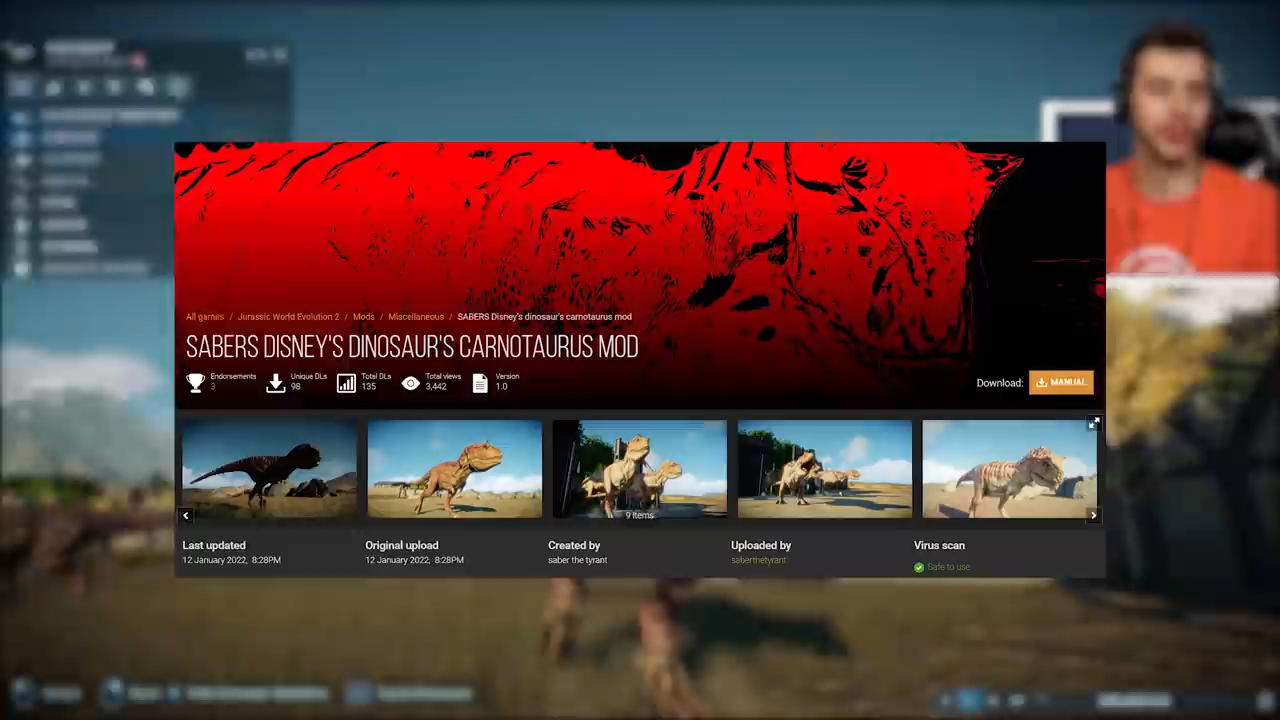 All games / Jurassic World Evolution 2 / Mods / Miscellaneous / SABERS Disney's dinosaur's carnotaurus mod
SABERS DISNEY'S DINOSAUR'S CARNOTAURUS MOD
Endorsements
3
Unique DLs
98
Total DLs
135
Total views
3,442
Version
1.0
Download:
MANUAL
9 items
Last updated
12 January 2022, 8:28PM
Original upload
12 January 2022, 8:28PM
Created by
saber the tyrant
Uploaded by
saberthetyrant
Virus scan
Safe to use